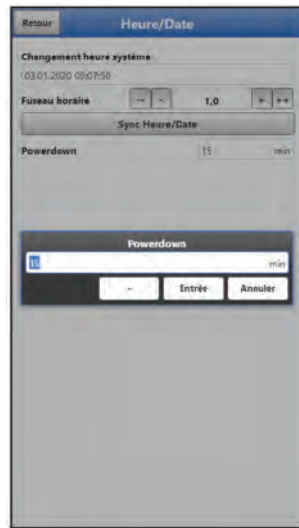 Retour Heure/Date
Changement heure système
03.01.2020 09:07:50
Fuseau horaire -- - 1,0 + ++
Sync Heure/Date
Powerdown 15 min
Powerdown
15 min
- Entrée Annuler